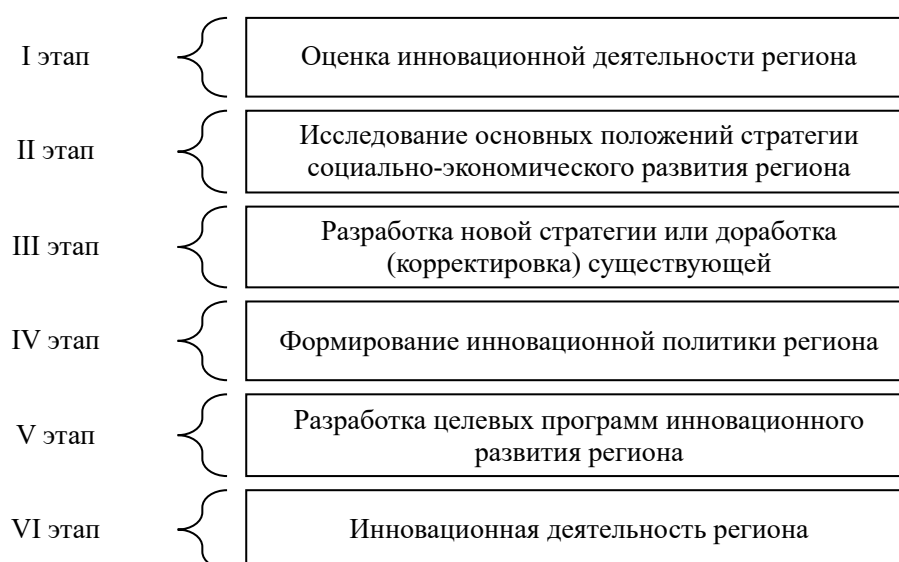 I этап
Оценка инновационной деятельности региона
II этап
Исследование основных положений стратегии
социально-экономического развития региона
III этап
Разработка новой стратегии или доработка
(корректировка) существующей
IV этап
Формирование инновационной политики региона
V этап
Разработка целевых программ инновационного
развития региона
VI этап
Инновационная деятельность региона